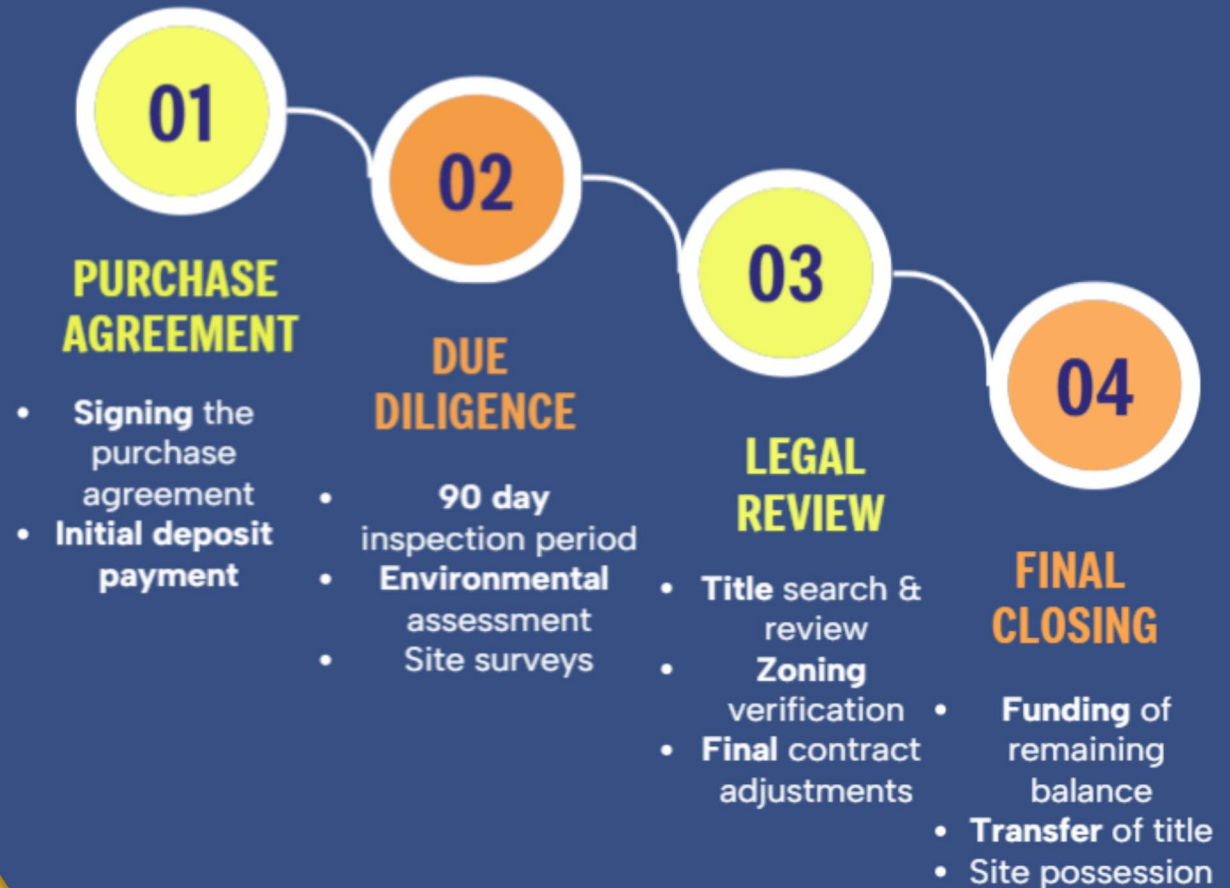 01
PURCHASE
AGREEMENT
• Signing the
purchase
agreement
• Initial deposit
payment
02
DUE
DILIGENCE
• 90 day
inspection period
• Environmental
assessment
• Site surveys
03
LEGAL
REVIEW
• Title search &
review
• Zoning
verification
• Final contract
adjustments
04
FINAL
CLOSING
• Funding of
remaining
balance
• Transfer of title
• Site possession